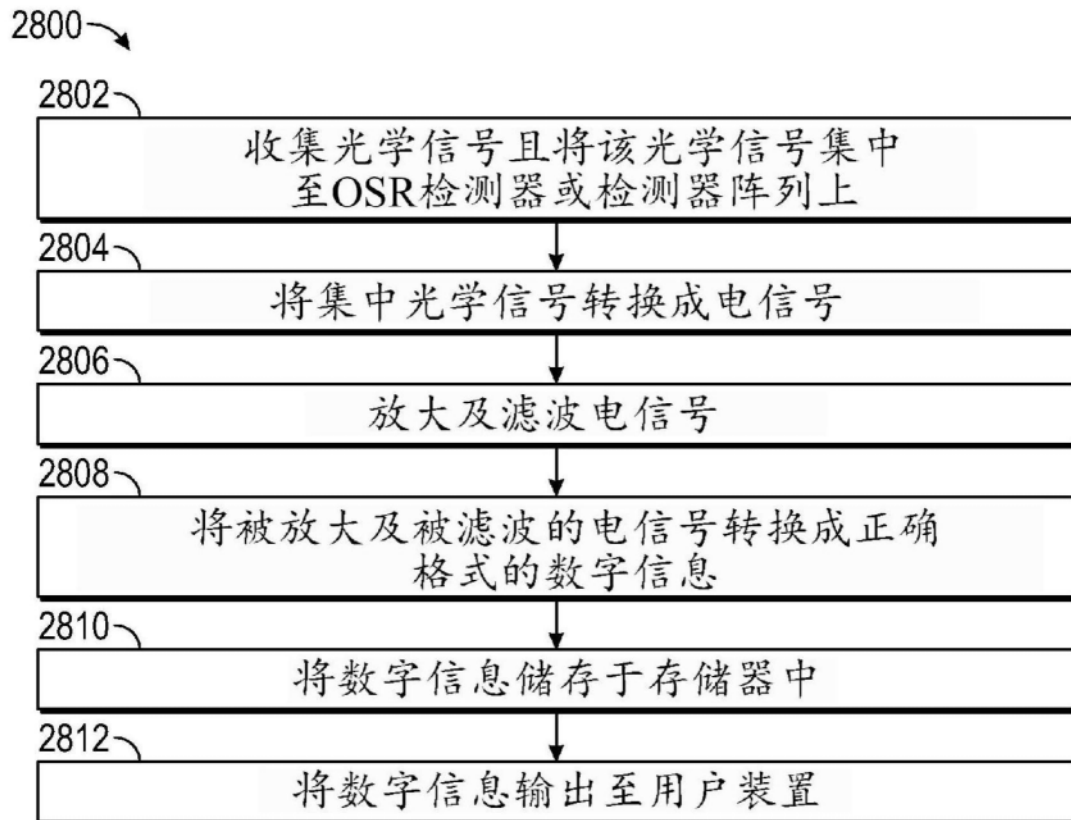 2800
2802
收集光学信号且将该光学信号集中
至OSR检测器或检测器阵列上
2804
将集中光学信号转换成电信号
2806
放大及滤波电信号
2808
将被放大及被滤波的电信号转换成正确
格式的数字信息
2810
将数字信息储存于存储器中
2812
将数字信息输出至用户装置